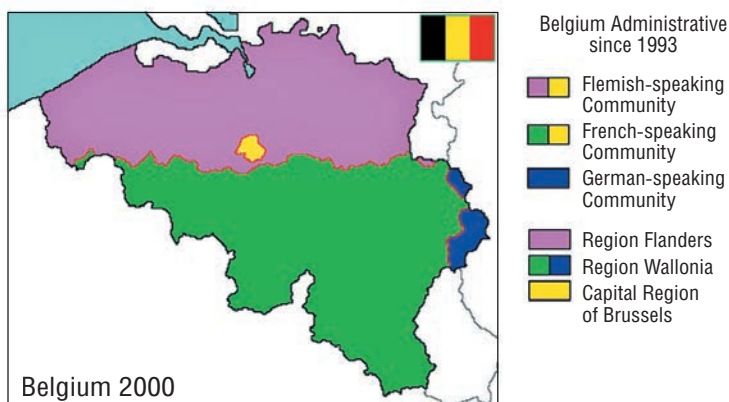 Belgium Administrative
since 1993
Flemish-speaking
Community
French-speaking
Community
German-speaking
Community
Region Flanders
Region Wallonia
Capital Region
of Brussels
Belgium 2000